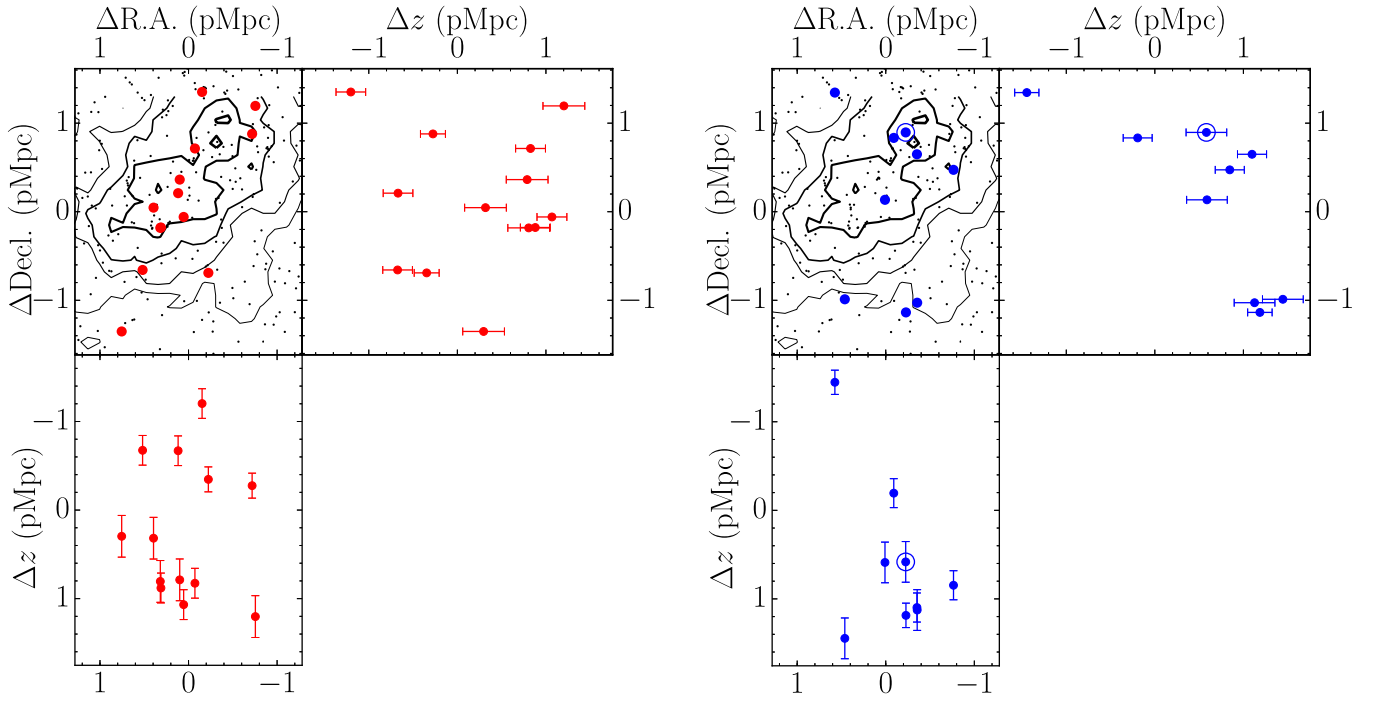 ΔR.A. (pMpc) Δz (pMpc) ΔR.A. (pMpc) Δz (pMpc)
1 0 −1 −1 0 1 1 0 −1 −1 0 1
1 1 1 1
0 0 0 0
−1 −1 −1 −1
ΔDecl. (pMpc) ΔDecl. (pMpc)
−1 −1
0 0
1 1
Δz (pMpc) Δz (pMpc)
1 0 −1 1 0 −1